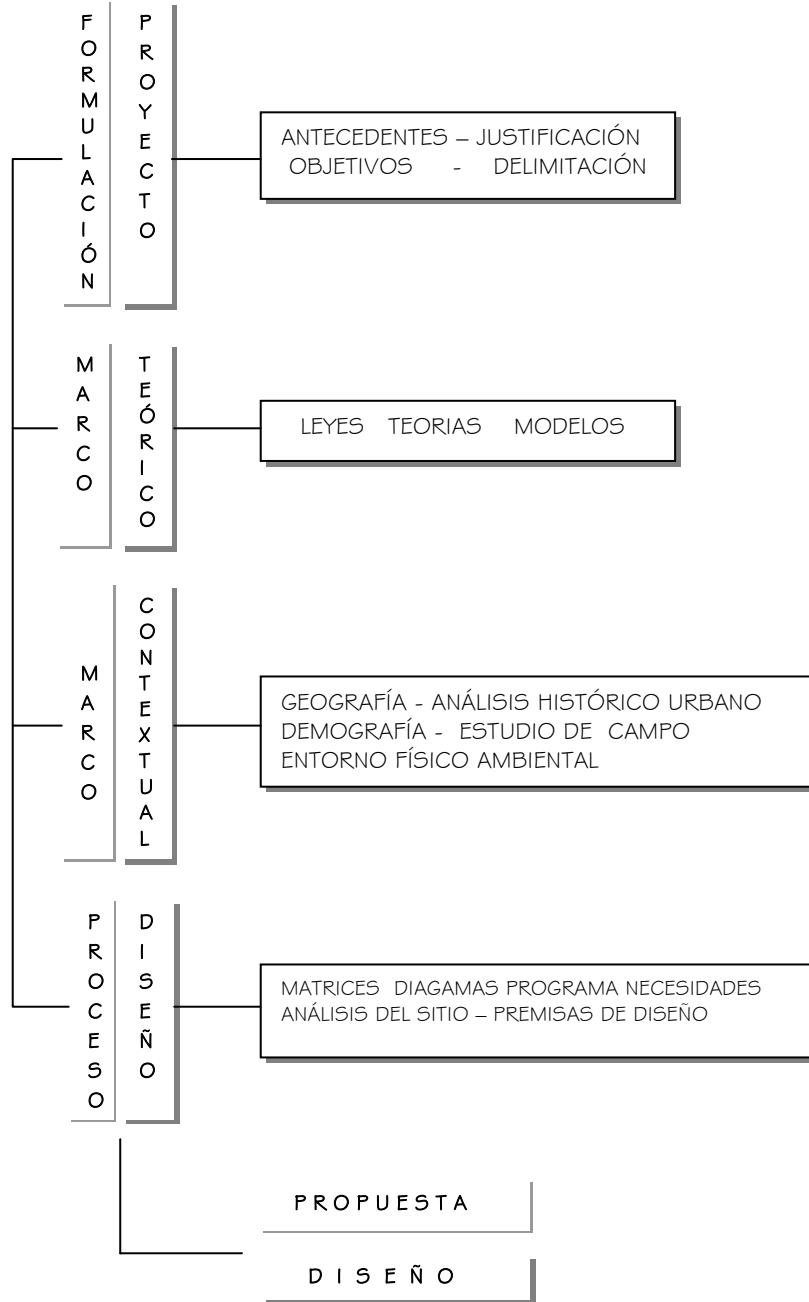 FORMULACIÓN
PROYECTO
ANTECEDENTES – JUSTIFICACIÓN
OBJETIVOS - DELIMITACIÓN
MARCO
TEÓRICO
LEYES TEORIAS MODELOS
MARCO
CONTEXTUAL
GEOGRAFÍA - ANÁLISIS HISTÓRICO URBANO
DEMOGRAFÍA - ESTUDIO DE CAMPO
ENTORNO FÍSICO AMBIENTAL
PROCESO
DISEÑO
MATRICES DIAGAMAS PROGRAMA NECESIDADES
ANÁLISIS DEL SITIO – PREMISAS DE DISEÑO
PROPUESTA
DISEÑO